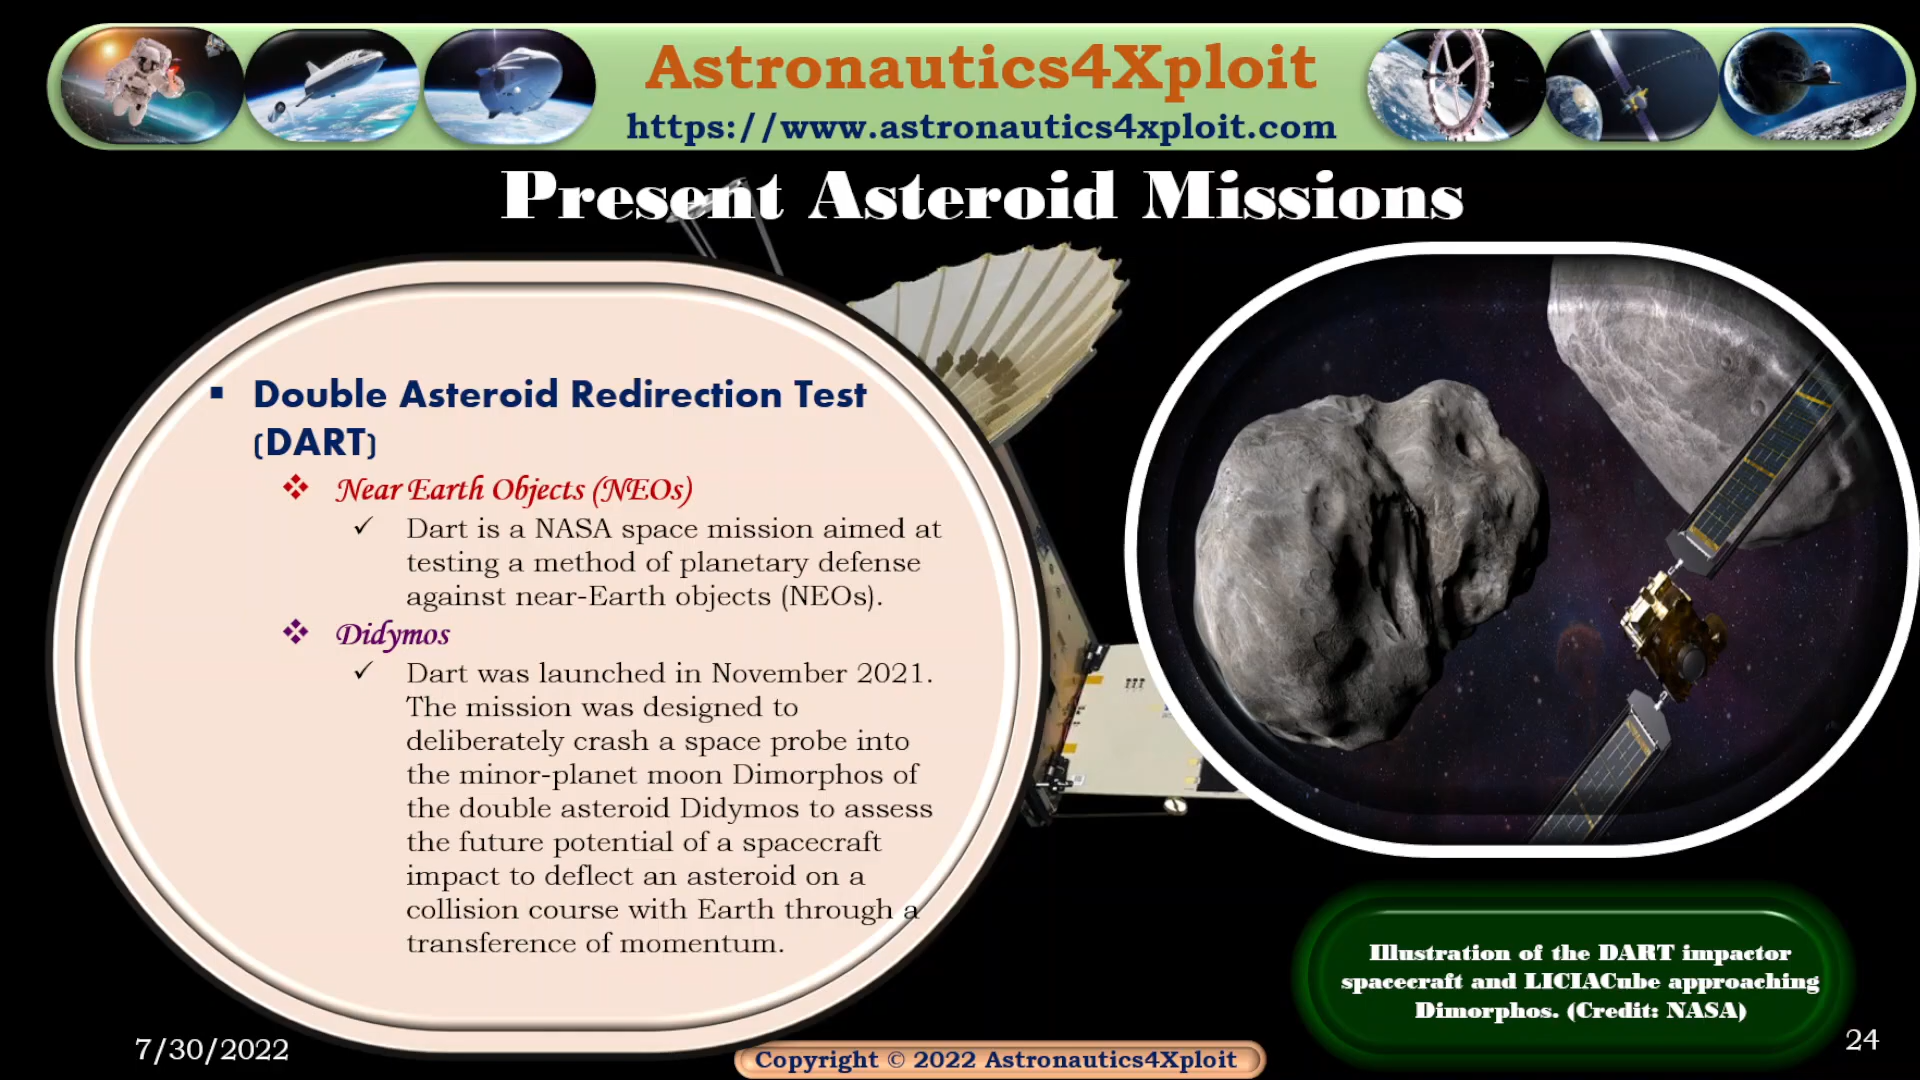 Astronautics4Xploit
https://www.astronautics4xploit.com
Present Asteroid Missions
▪ Double Asteroid Redirection Test
(DART)
❖ Near Earth Objects (NEOs)
✓ Dart is a NASA space mission aimed at
testing a method of planetary defense
against near-Earth objects (NEOs).
❖ Didymos
✓ Dart was launched in November 2021.
The mission was designed to
deliberately crash a space probe into
the minor-planet moon Dimorphos of
the double asteroid Didymos to assess
the future potential of a spacecraft
impact to deflect an asteroid on a
collision course with Earth through a
transference of momentum.
Illustration of the DART impactor
spacecraft and LICIACube approaching
Dimorphos. (Credit: NASA)
7/30/2022
Copyright © 2022 Astronautics4Xploit
24